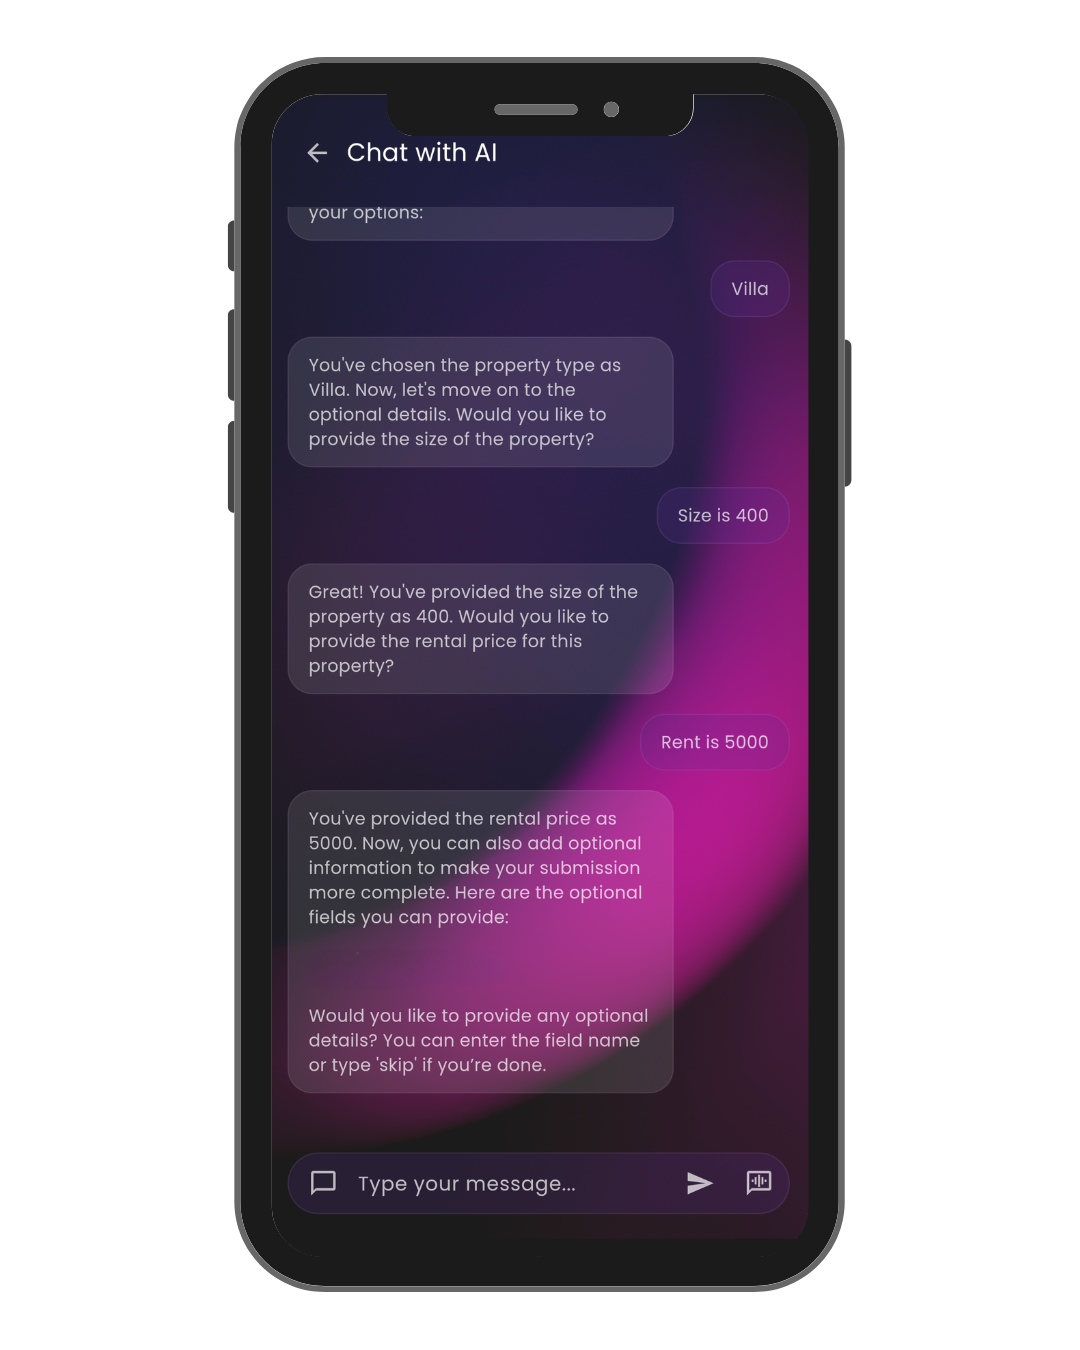 Chat with AI
your options:
Villa
You've chosen the property type as
Villa. Now, let's move on to the
optional details. Would you like to
provide the size of the property?
Size is 400
Great! You've provided the size of the
property as 400. Would you like to
provide the rental price for this
property?
Rent is 5000
You've provided the rental price as
5000. Now, you can also add optional
information to make your submission
more complete. Here are the optional
fields you can provide:
Would you like to provide any optional
details? You can enter the field name
or type 'skip' if you’re done.
Type your message...